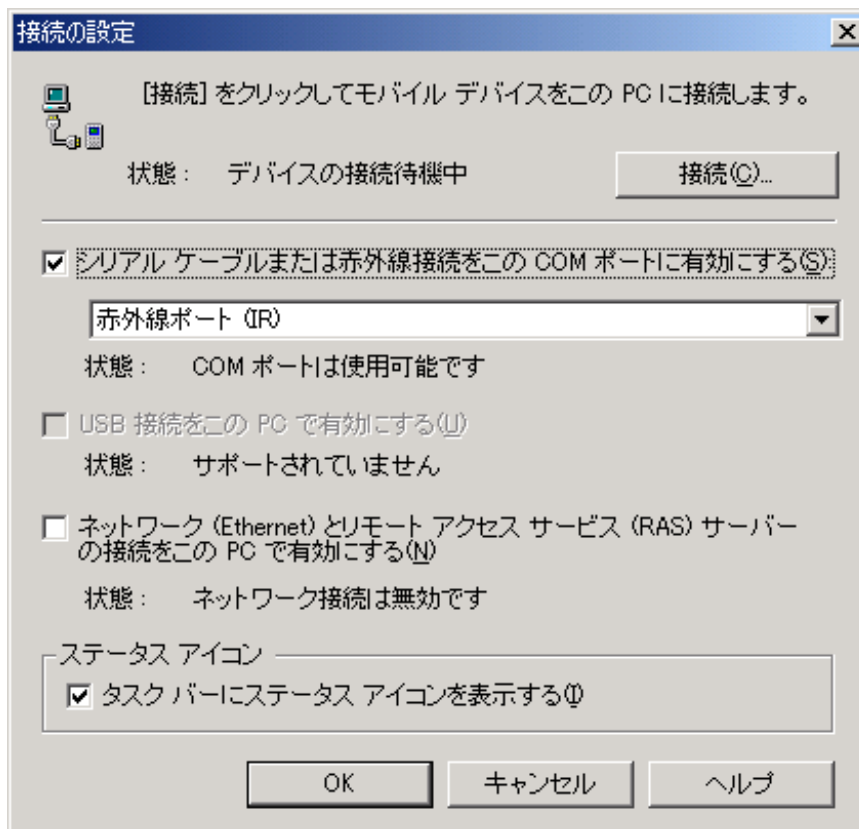 接続の設定
[接続] をクリックしてモバイル デバイスをこの PC に接続します。
状態： デバイスの接続待機中 接続(C)...
シリアル ケーブルまたは赤外線接続をこの COM ポートに有効にする(S)
赤外線ポート (IR)
状態： COM ポートは使用可能です
USB 接続をこの PC で有効にする(U)
状態： サポートされていません
ネットワーク (Ethernet) とリモート アクセス サービス (RAS) サーバー
の接続をこの PC で有効にする(N)
状態： ネットワーク接続は無効です
ステータス アイコン
タスク バーにステータス アイコンを表示する(I)
OK キャンセル ヘルプ